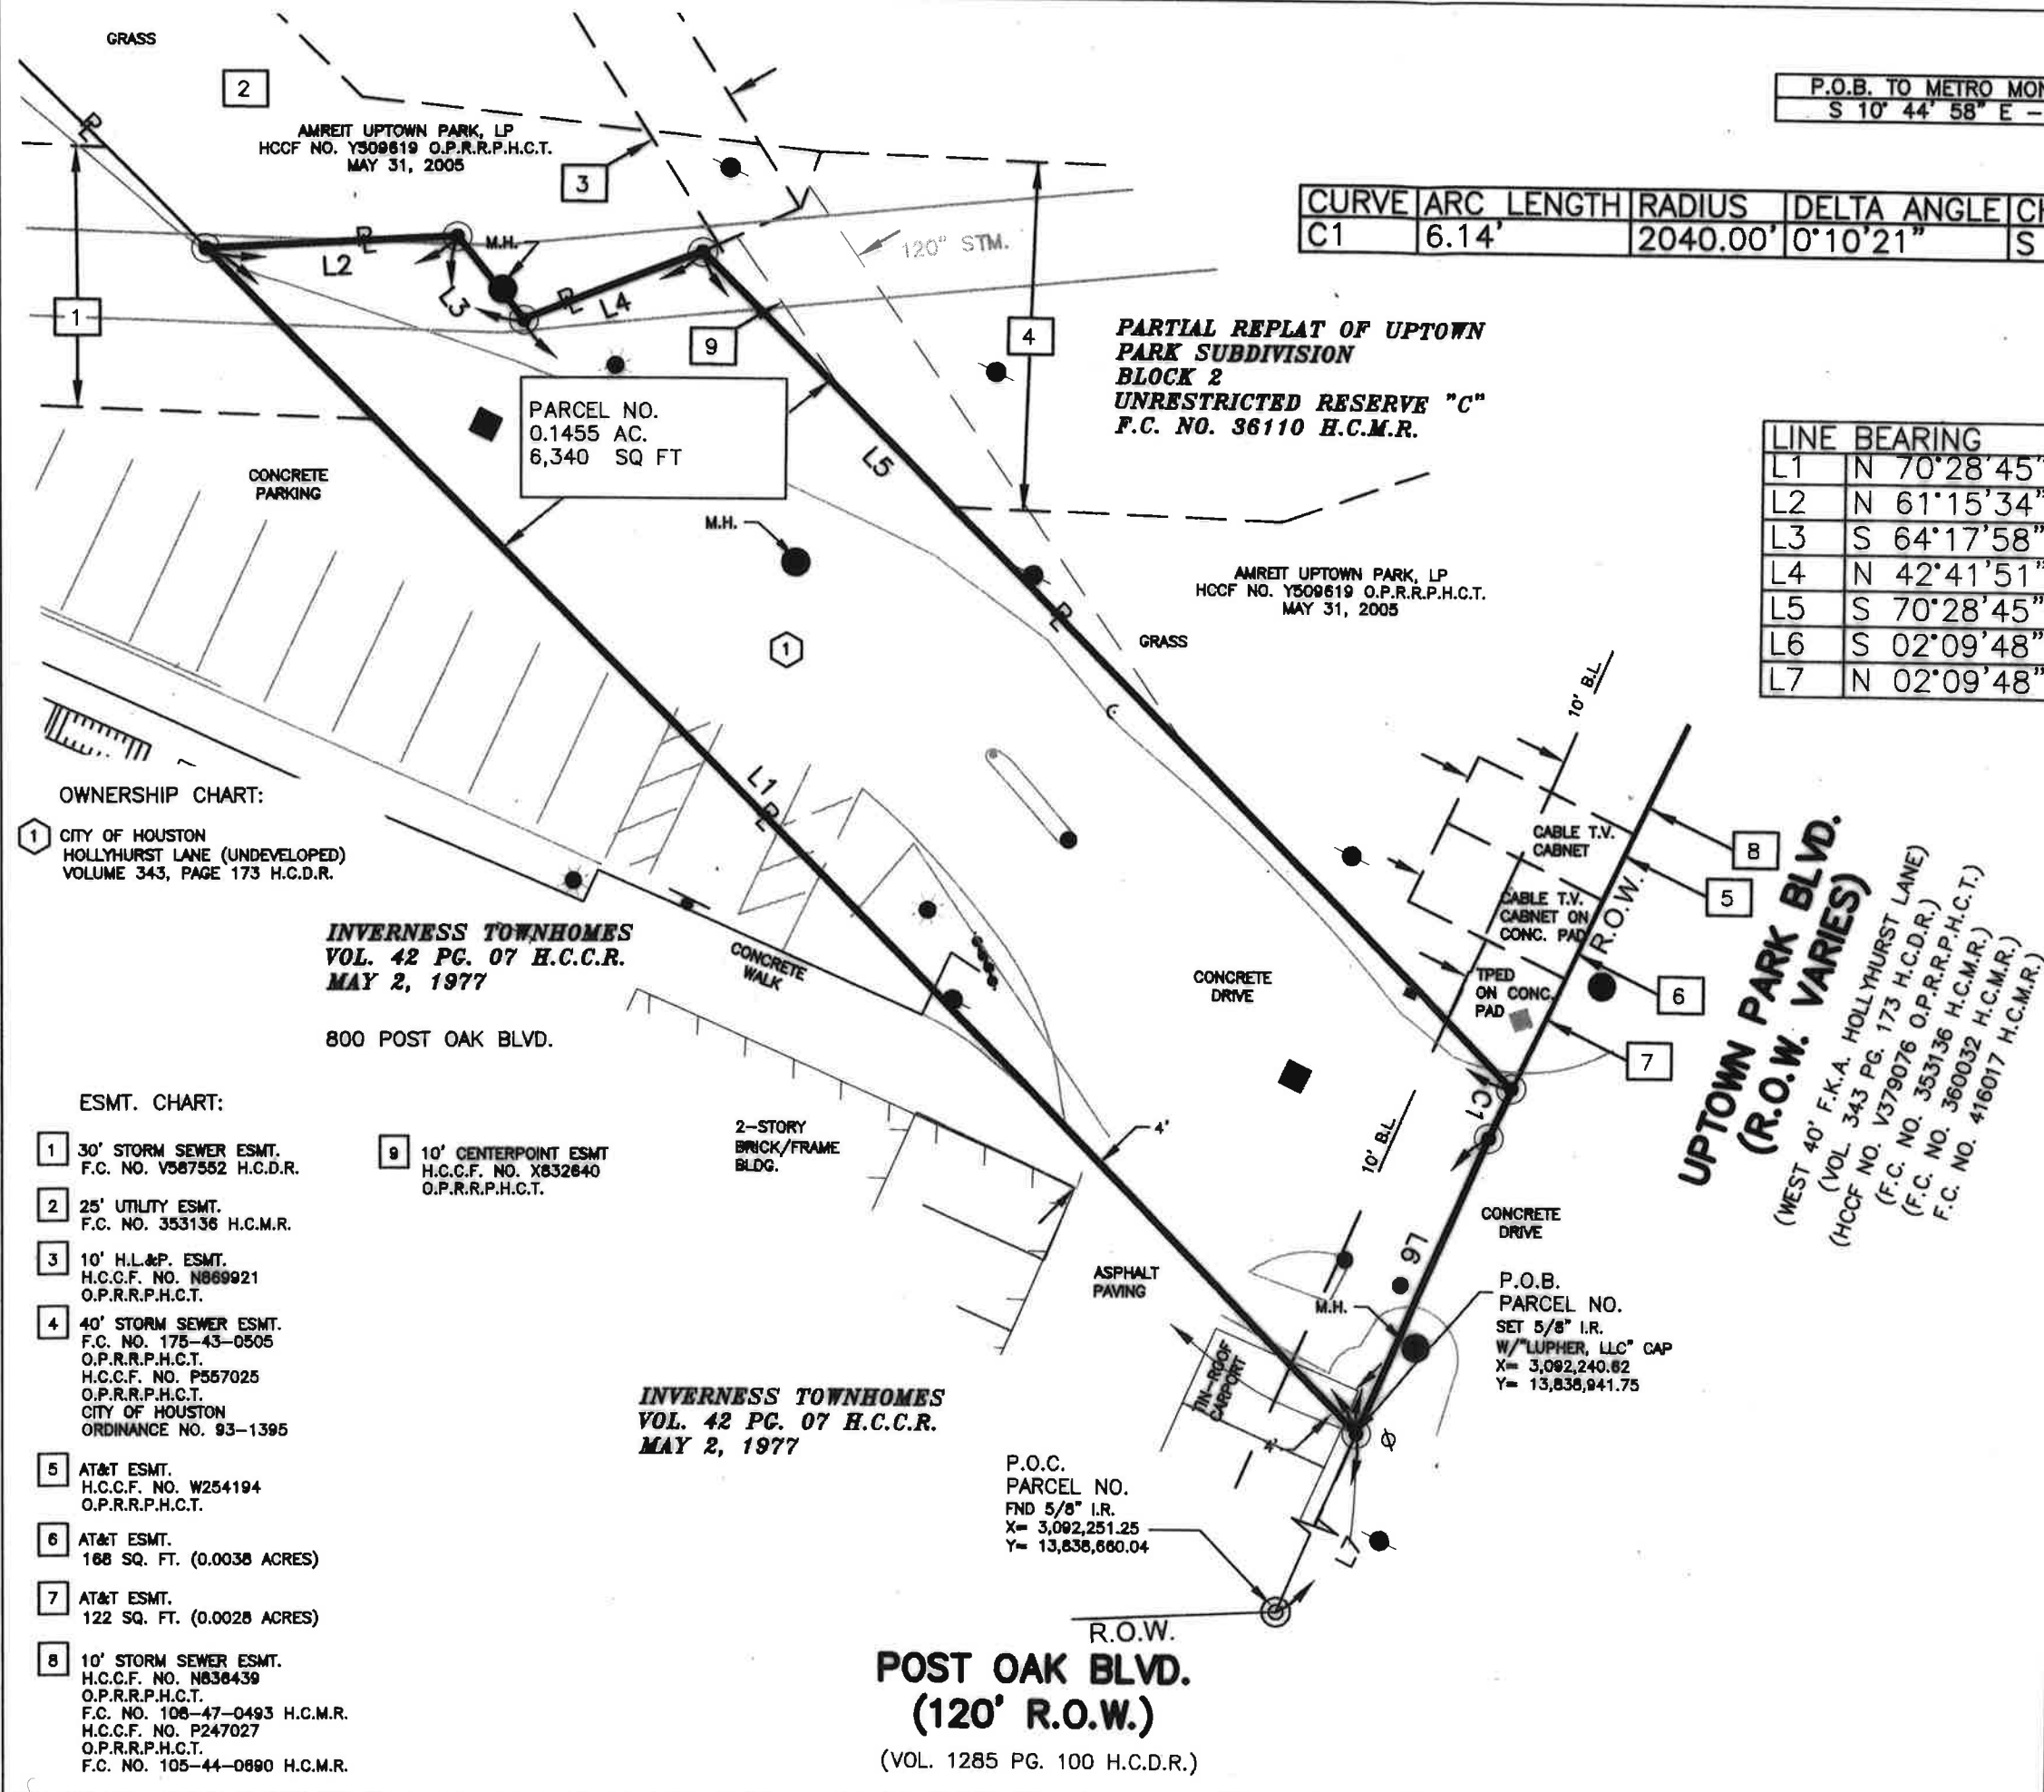 GRASS
2
AMREIT UPTOWN PARK, LP
HCCF NO. Y509619 O.P.R.R.P.H.C.T.
MAY 31, 2005
3
P.O.B. TO METRO MON
S 10° 44' 58" E -
CURVE ARC LENGTH RADIUS DELTA ANGLE CH
C1 6.14' 2040.00' 0°10'21" S
PL
PL
L2
M.H.
L3
PL
L4
120" STM.
1
9
4
PARTIAL REPLAT OF UPTOWN
PARK SUBDIVISION
BLOCK 2
UNRESTRICTED RESERVE "C"
F.C. NO. 36110 H.C.M.R.
PARCEL NO.
0.1455 AC.
6,340 SQ FT
L5
LINE BEARING
L1 N 70°28'45"
L2 N 61°15'34"
L3 S 64°17'58"
L4 N 42°41'51"
L5 S 70°28'45"
L6 S 02°09'48"
L7 N 02°09'48"
CONCRETE
PARKING
M.H.
AMREIT UPTOWN PARK, LP
HCCF NO. Y509619 O.P.R.R.P.H.C.T.
MAY 31, 2005
PL
GRASS
1
10' B.L.
L1
PL
OWNERSHIP CHART:
1 CITY OF HOUSTON
HOLLYHURST LANE (UNDEVELOPED)
VOLUME 343, PAGE 173 H.C.D.R.
CABLE T.V.
CABNET
8
CABLE T.V.
CABNET ON
CONC. PAD
R.O.W.
5
TPED
ON CONC.
PAD
6
7
UPTOWN PARK BLVD.
(R.O.W. VARIES)
(WEST 40' F.K.A. HOLLYHURST LANE)
(VOL. 343 PG. 173 H.C.D.R.)
(HCCF NO. V379076 O.P.R.R.P.H.C.T.)
(F.C. NO. 353136 H.C.M.R.)
(F.C. NO. 360032 H.C.M.R.)
F.C. NO. 416017 H.C.M.R.)
INVERNESS TOWNHOMES
VOL. 42 PG. 07 H.C.C.R.
MAY 2, 1977
800 POST OAK BLVD.
CONCRETE
WALK
CONCRETE
DRIVE
C1
10' B.L.
4'
2-STORY
BRICK/FRAME
BLDG.
ESMT. CHART:
1 30' STORM SEWER ESMT.
F.C. NO. V587552 H.C.D.R.
2 25' UTILITY ESMT.
F.C. NO. 353136 H.C.M.R.
3 10' H.L.&P. ESMT.
H.C.C.F. NO. N869921
O.P.R.R.P.H.C.T.
4 40' STORM SEWER ESMT.
F.C. NO. 175-43-0505
O.P.R.R.P.H.C.T.
H.C.C.F. NO. P557025
O.P.R.R.P.H.C.T.
CITY OF HOUSTON
ORDINANCE NO. 93-1395
5 AT&T ESMT.
H.C.C.F. NO. W254194
O.P.R.R.P.H.C.T.
6 AT&T ESMT.
168 SQ. FT. (0.0038 ACRES)
7 AT&T ESMT.
122 SQ. FT. (0.0028 ACRES)
8 10' STORM SEWER ESMT.
H.C.C.F. NO. N836439
O.P.R.R.P.H.C.T.
F.C. NO. 106-47-0493 H.C.M.R.
H.C.C.F. NO. P247027
O.P.R.R.P.H.C.T.
F.C. NO. 105-44-0690 H.C.M.R.
9 10' CENTERPOINT ESMT
H.C.C.F. NO. X832640
O.P.R.R.P.H.C.T.
CONCRETE
DRIVE
L6
ASPHALT
PAVING
M.H.
P.O.B.
PARCEL NO.
SET 5/8" I.R.
W/"LUPHER, LLC" CAP
X= 3,092,240.62
Y= 13,838,941.75
TIN-ROOF
CARPORT
4'
INVERNESS TOWNHOMES
VOL. 42 PG. 07 H.C.C.R.
MAY 2, 1977
P.O.C.
PARCEL NO.
FND 5/8" I.R.
X= 3,092,251.25
Y= 13,838,660.04
L7
R.O.W.
POST OAK BLVD.
(120' R.O.W.)
(VOL. 1285 PG. 100 H.C.D.R.)